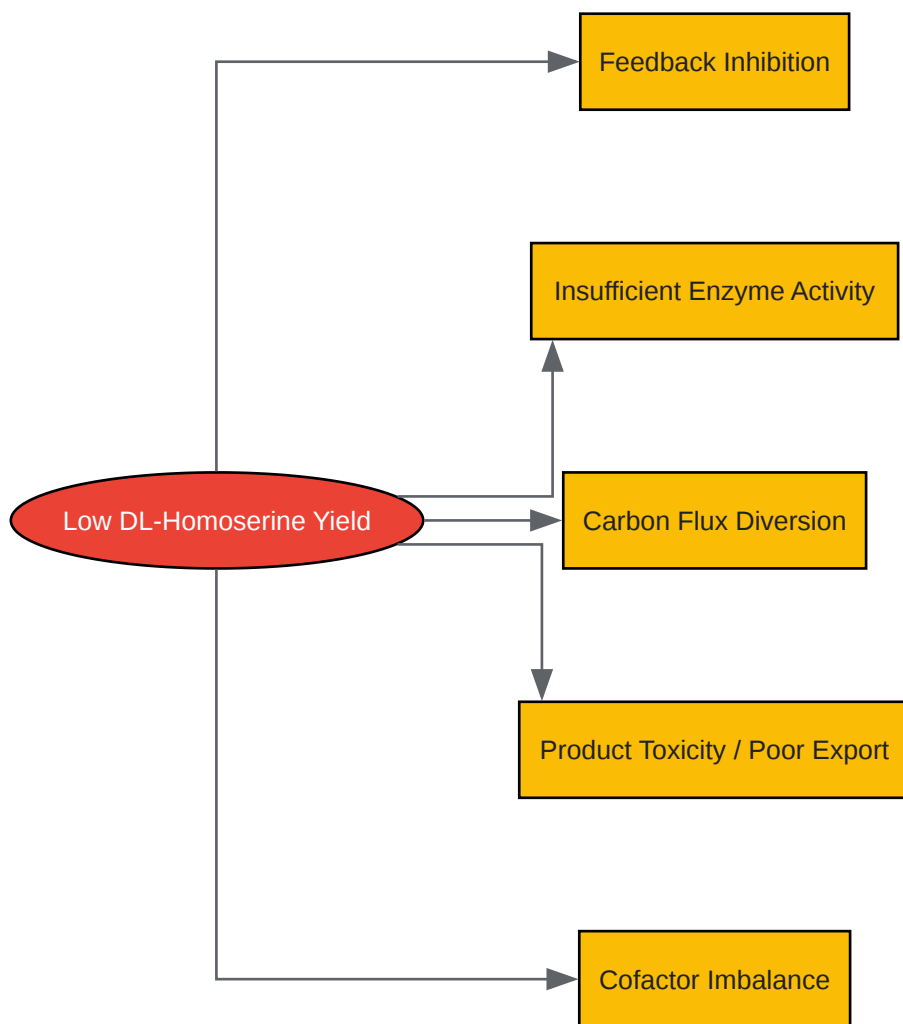 Feedback Inhibition
Insufficient Enzyme Activity
Low DL-Homoserine Yield
Carbon Flux Diversion
Product Toxicity / Poor Export
Cofactor Imbalance